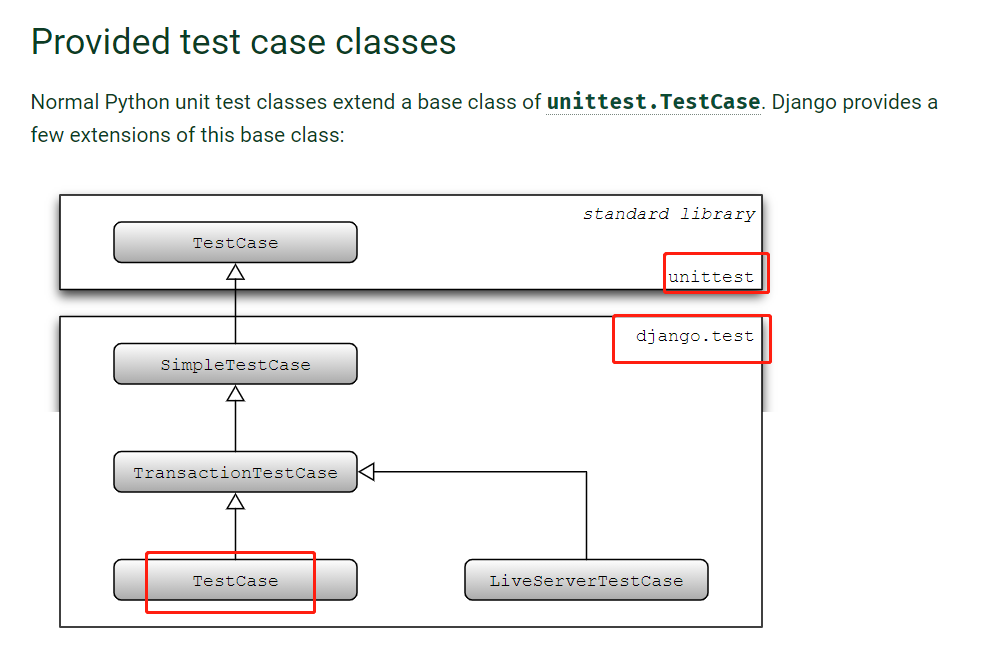 Provided test case classes
Normal Python unit test classes extend a base class of unittest.TestCase. Django provides a
few extensions of this base class:
standard library
TestCase
unittest
django.test
SimpleTestCase
TransactionTestCase
TestCase
LiveServerTestCase